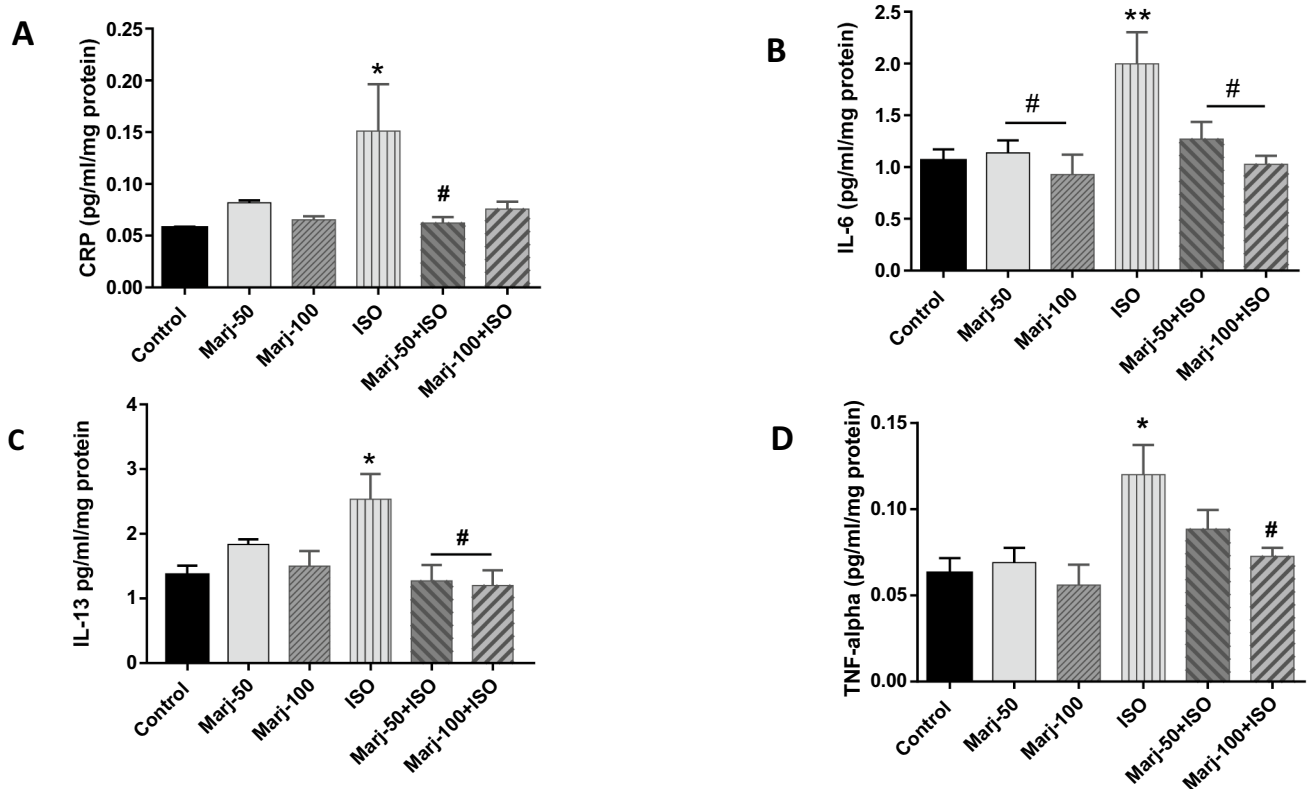 A
CRP (pg/ml/mg protein)
0.25
0.20
0.15
0.10
0.05
0.00
*
#
Control
Marj-50
Marj-100
ISO
Marj-50+ISO
Marj-100+ISO
B
IL-6 (pg/ml/mg protein)
2.5
2.0
1.5
1.0
0.5
0.0
#
**
#
Control
Marj-50
Marj-100
ISO
Marj-50+ISO
Marj-100+ISO
C
IL-13 pg/ml/mg protein
4
3
2
1
0
*
#
Control
Marj-50
Marj-100
ISO
Marj-50+ISO
Marj-100+ISO
D
TNF-alpha (pg/ml/mg protein)
0.15
0.10
0.05
0.00
*
#
Control
Marj-50
Marj-100
ISO
Marj-50+ISO
Marj-100+ISO